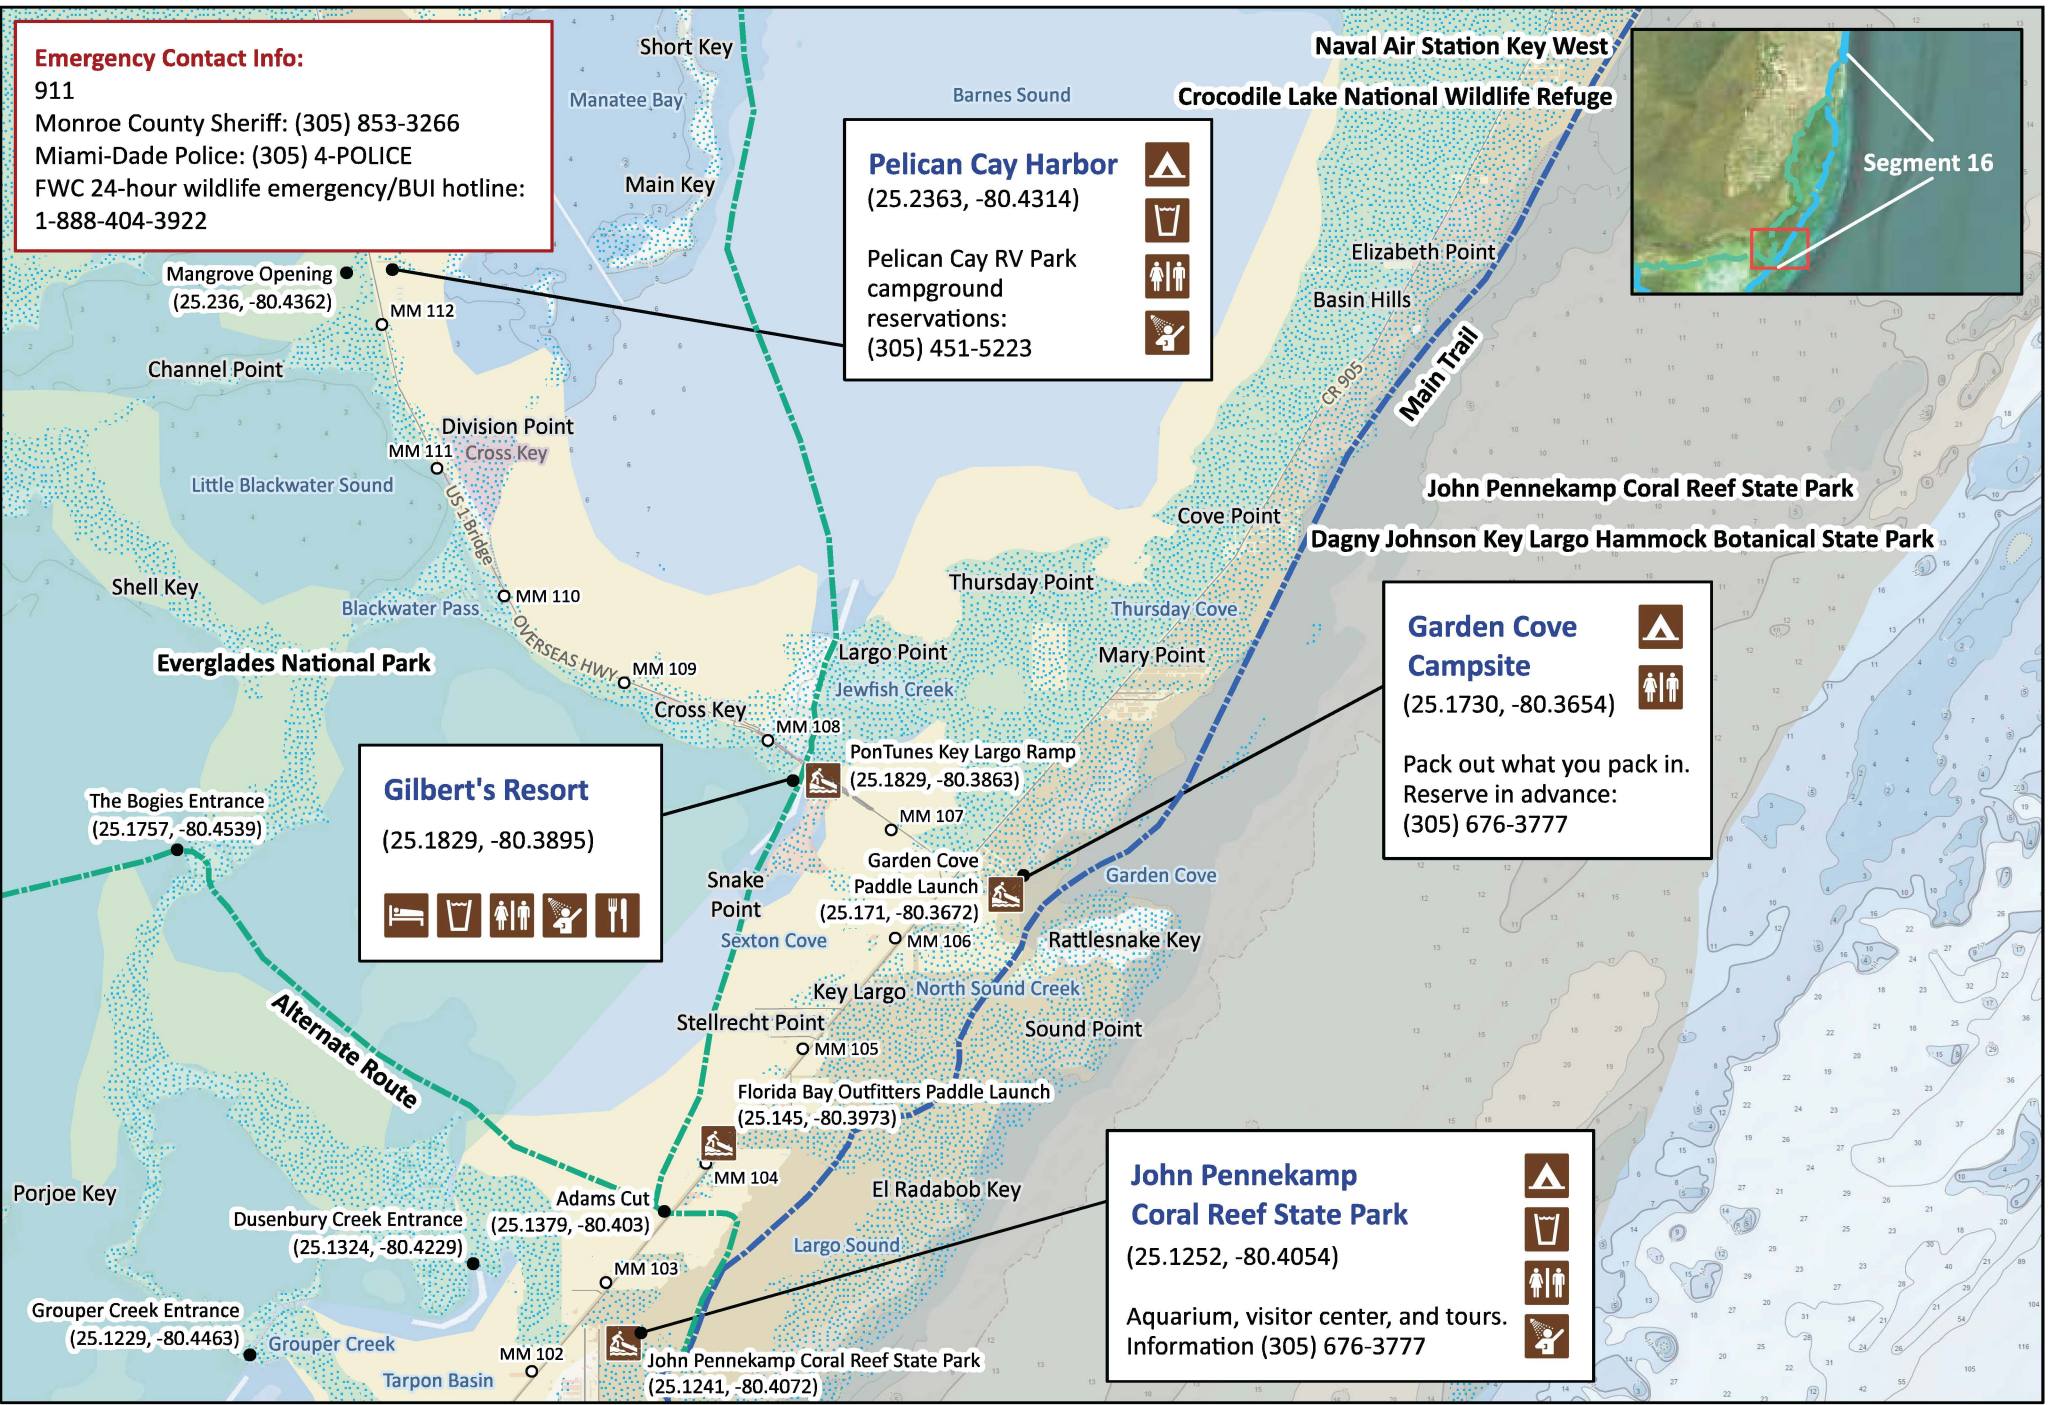 Emergency Contact Info:
911
Monroe County Sheriff: (305) 853-3266
Miami-Dade Police: (305) 4-POLICE
FWC 24-hour wildlife emergency/BUI hotline:
1-888-404-3922
Short Key
Manatee Bay
Main Key
Barnes Sound
Naval Air Station Key West
Crocodile Lake National Wildlife Refuge
Segment 16
Pelican Cay Harbor
(25.2363, -80.4314)
Pelican Cay RV Park
campground
reservations:
(305) 451-5223
Mangrove Opening
(25.236, -80.4362)
MM 112
Channel Point
Elizabeth Point
Basin Hills
CR 905
Main Trail
Division Point
MM 111
Cross Key
Little Blackwater Sound
US-1 Bridge
John Pennekamp Coral Reef State Park
Cove Point
Dagny Johnson Key Largo Hammock Botanical State Park
Shell Key
Blackwater Pass
MM 110
Thursday Point
Thursday Cove
OVERSEAS HWY
Everglades National Park
MM 109
Largo Point
Mary Point
Jewfish Creek
Cross Key
MM 108
Garden Cove
Campsite
(25.1730, -80.3654)
Pack out what you pack in.
Reserve in advance:
(305) 676-3777
PonTunes Key Largo Ramp
(25.1829, -80.3863)
Gilbert's Resort
(25.1829, -80.3895)
The Bogies Entrance
(25.1757, -80.4539)
MM 107
Garden Cove
Paddle Launch
(25.171, -80.3672)
Garden Cove
Snake
Point
Sexton Cove
MM 106
Rattlesnake Key
Key Largo
North Sound Creek
Stellrecht Point
Sound Point
MM 105
Alternate Route
Florida Bay Outfitters Paddle Launch
(25.145, -80.3973)
MM 104
Porjoe Key
El Radabob Key
Adams Cut
(25.1379, -80.403)
Dusenbury Creek Entrance
(25.1324, -80.4229)
Largo Sound
MM 103
John Pennekamp
Coral Reef State Park
(25.1252, -80.4054)
Aquarium, visitor center, and tours.
Information (305) 676-3777
Grouper Creek Entrance
(25.1229, -80.4463)
Grouper Creek
MM 102
Tarpon Basin
John Pennekamp Coral Reef State Park
(25.1241, -80.4072)